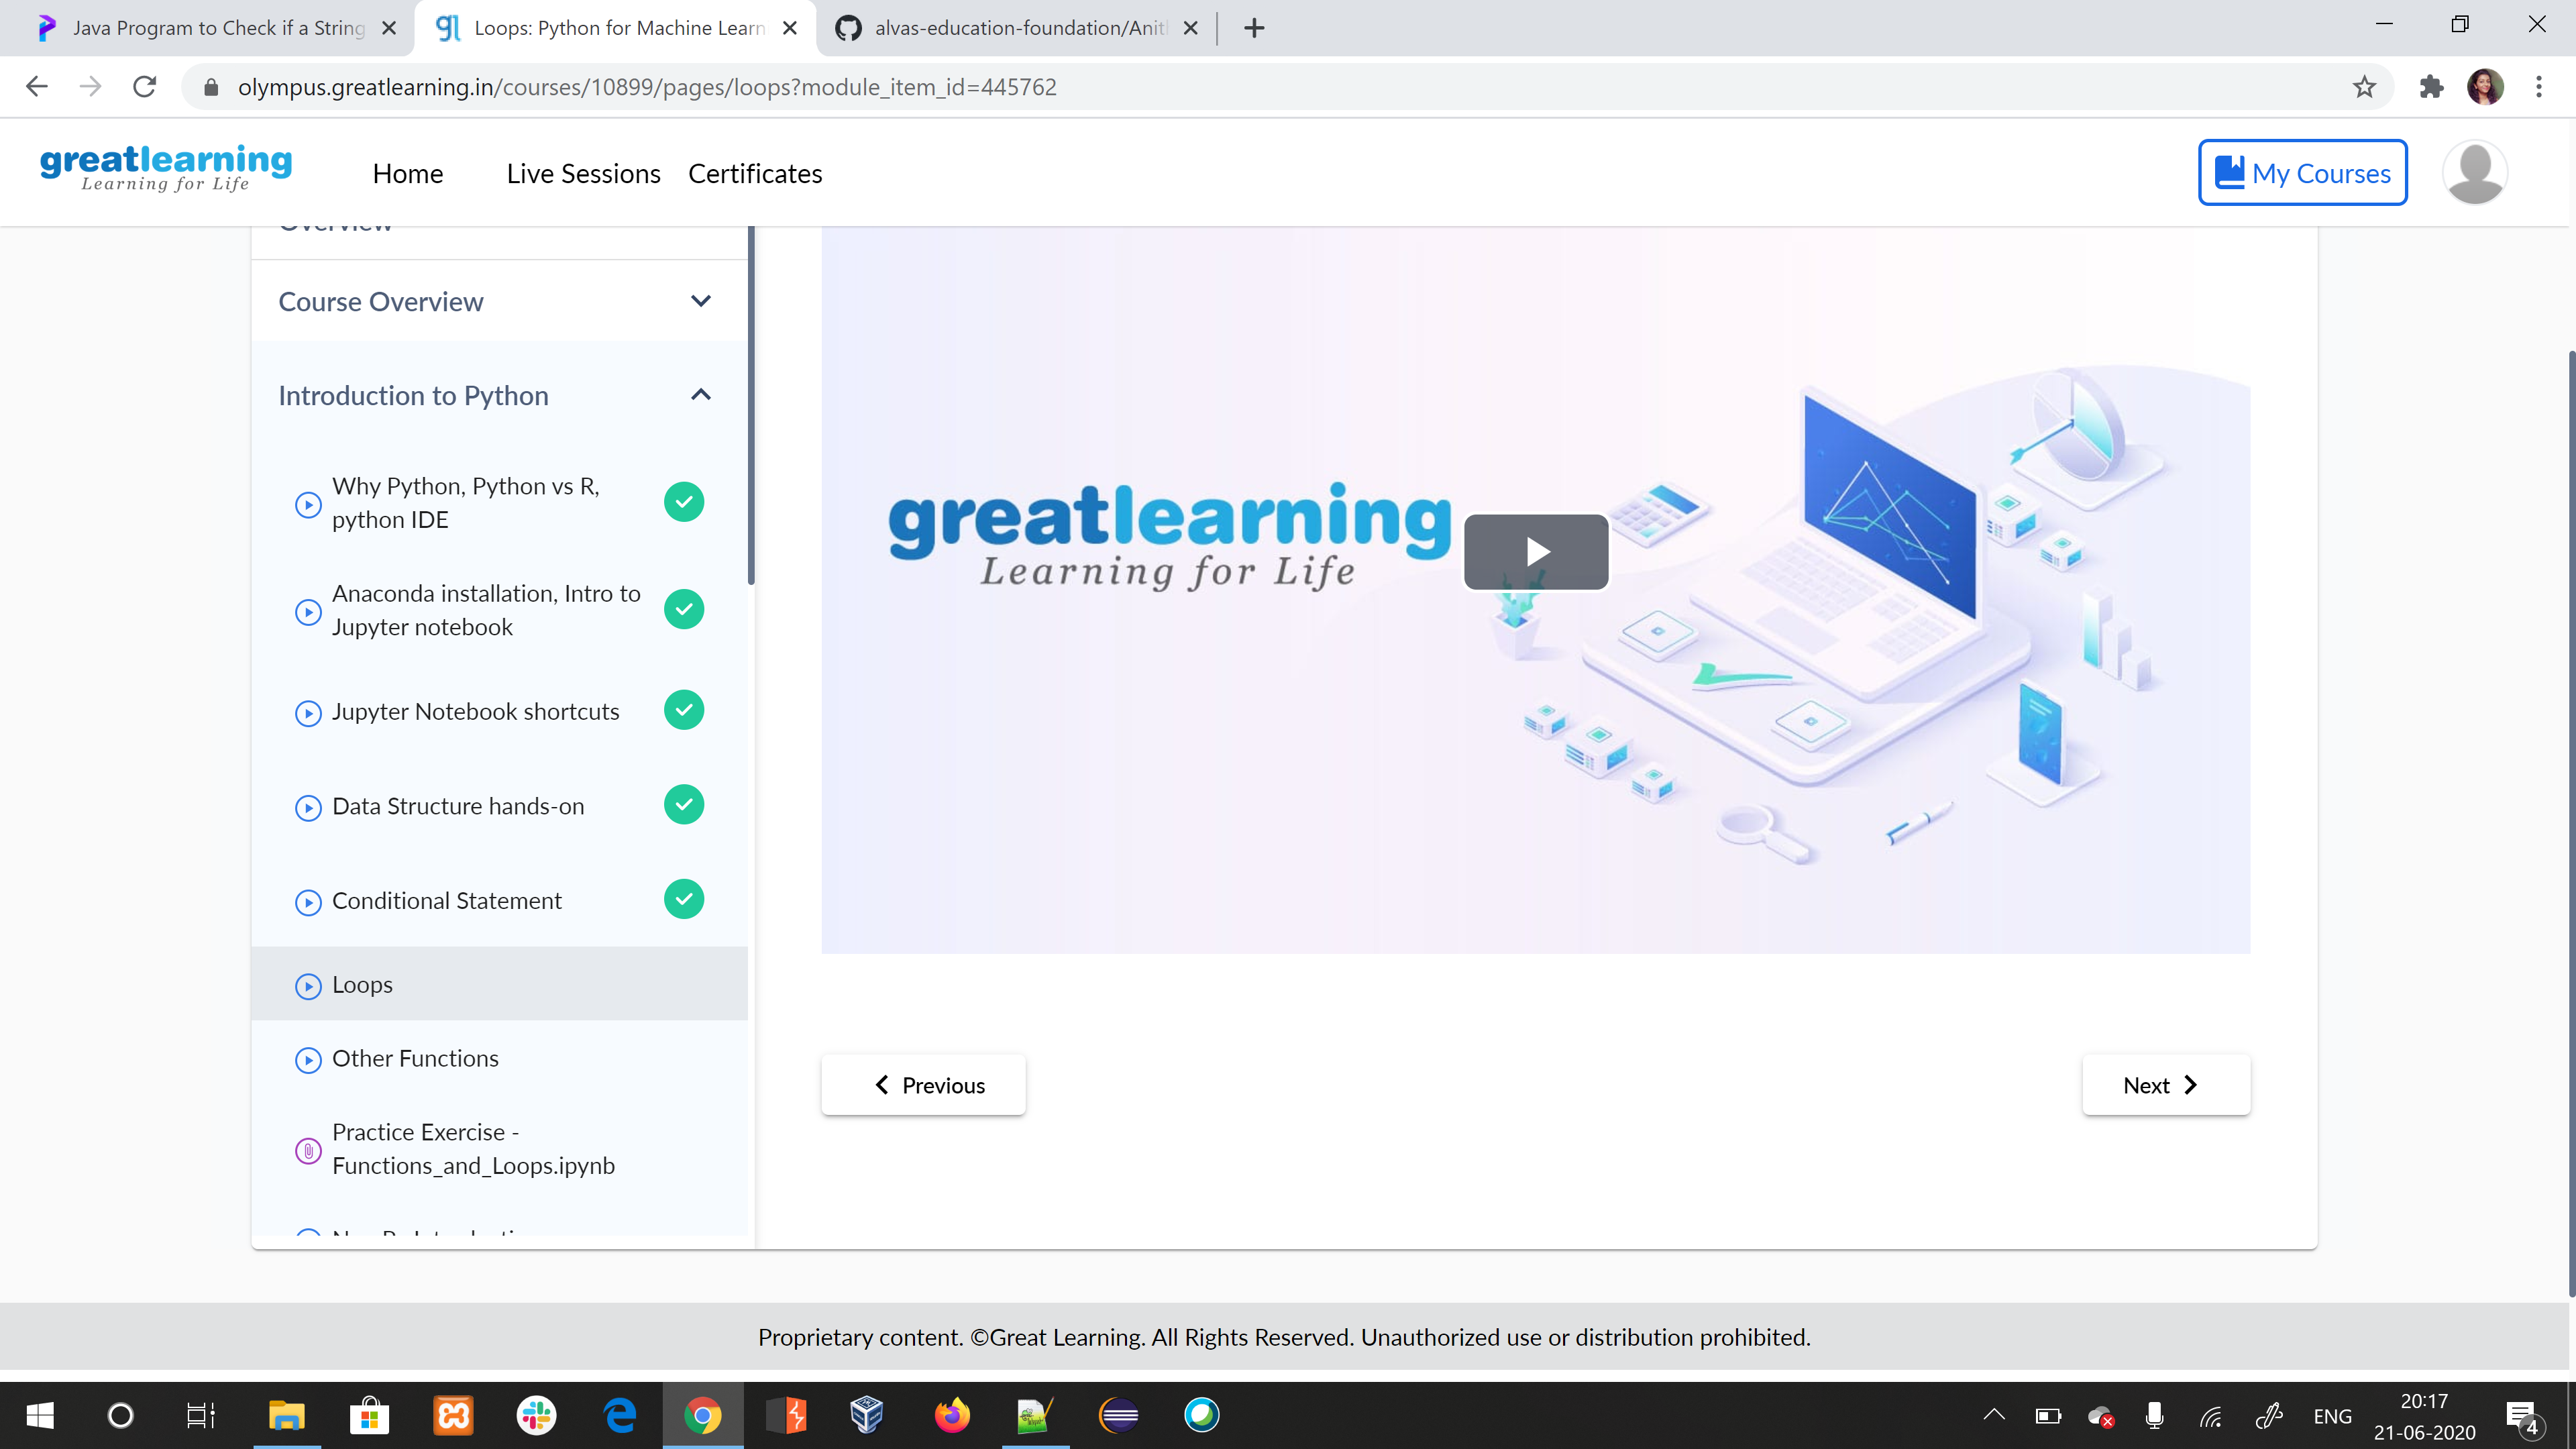 Java Program to Check if a String
Loops: Python for Machine Learn
alvas-education-foundation/Anit
olympus.greatlearning.in/courses/10899/pages/loops?module_item_id=445762
greatlearning
Learning for Life
Home
Live Sessions
Certificates
My Courses
Overview
Course Overview
Introduction to Python
Why Python, Python vs R,
python IDE
Anaconda installation, Intro to
Jupyter notebook
Jupyter Notebook shortcuts
Data Structure hands-on
Conditional Statement
Loops
Other Functions
Practice Exercise -
Functions_and_Loops.ipynb
greatlearning
Learning for Life
Previous
Next
Proprietary content. ©Great Learning. All Rights Reserved. Unauthorized use or distribution prohibited.
ENG
20:17
21-06-2020
4